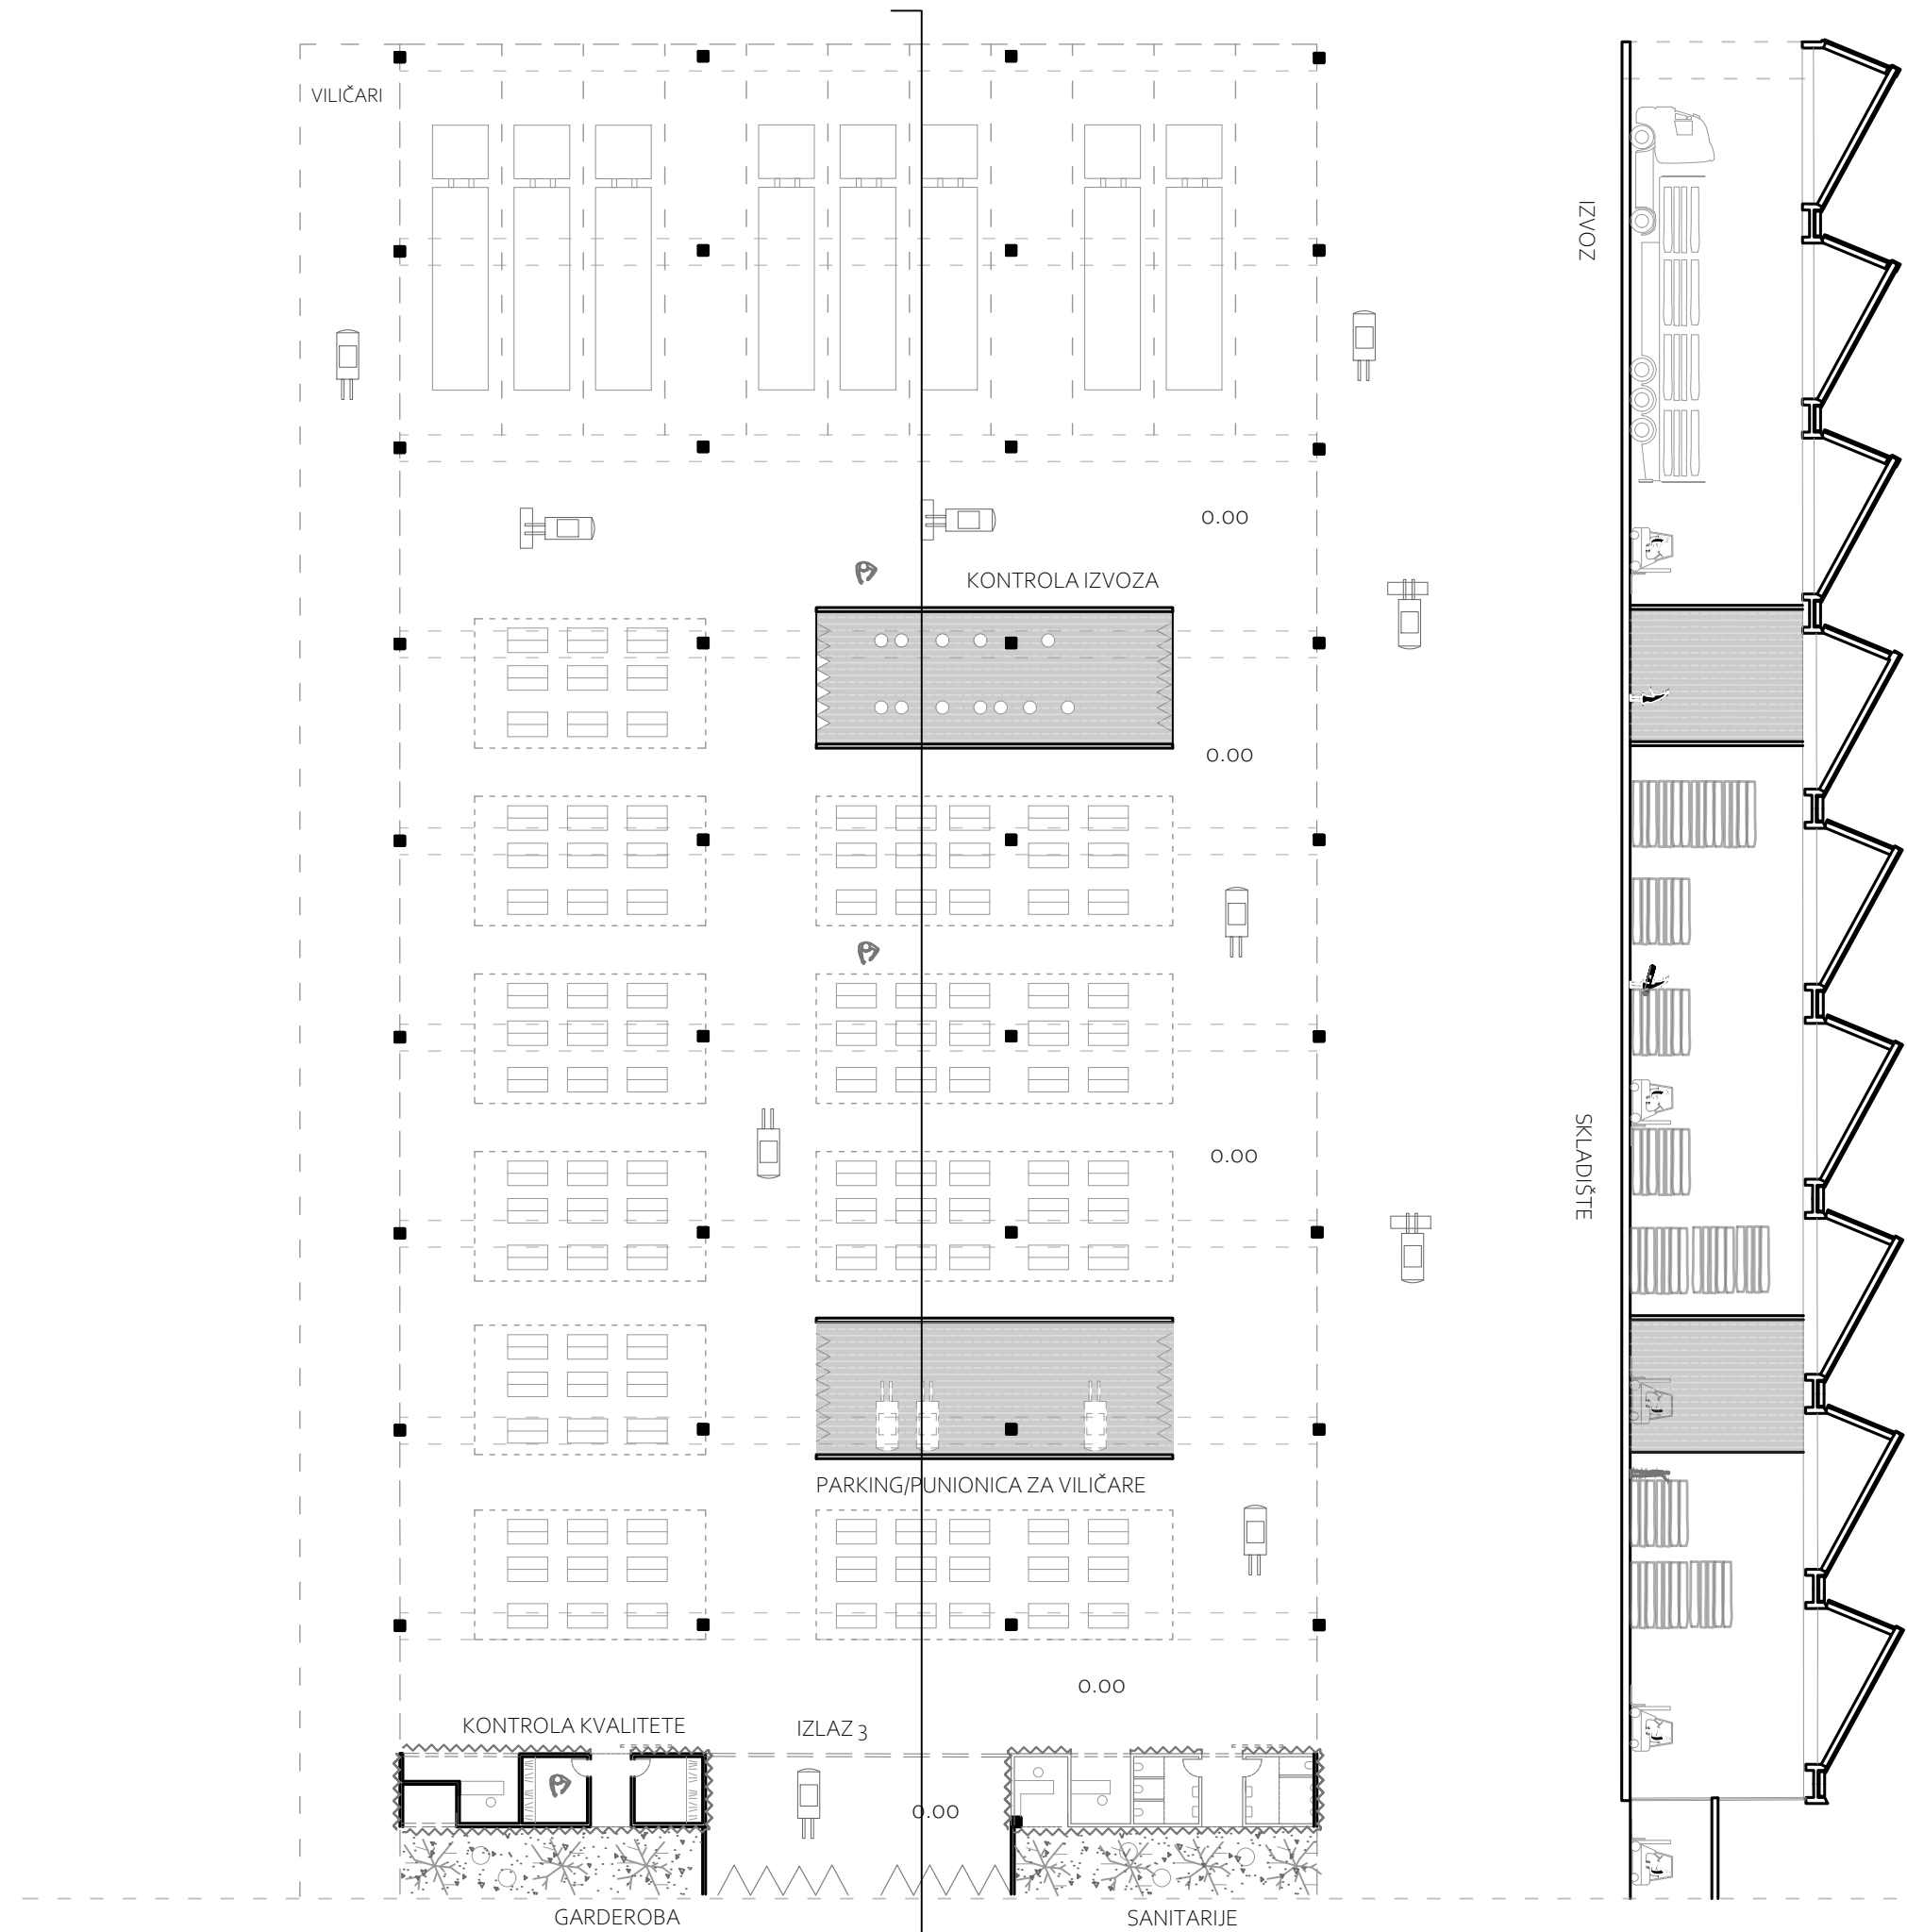 VILIČARI
IZVOZ
0.00
KONTROLA IZVOZA
0.00
SKLADIŠTE
0.00
PARKING/PUNIONICA ZA VILIČARE
0.00
KONTROLA KVALITETE
IZLAZ 3
0.00
GARDEROBA
SANITARIJE